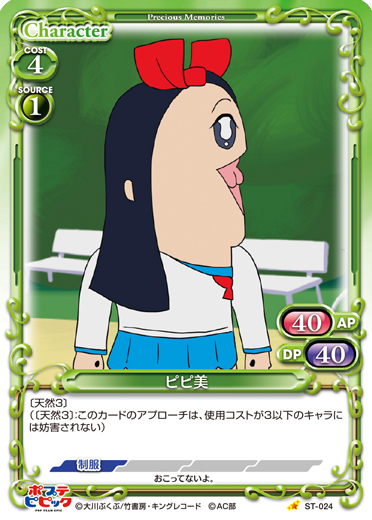 Precious Memories
Character
COST
4
SOURCE
1
40 AP
DP 40
ピピ美
[天然3]
([天然3]:このカードのアプローチは、使用コストが3以下のキャラに
は妨害されない)
制服
おこってないよ。
ポプテピピック
POP TEAM EPIC
©大川ぶくぶ/竹書房・キングレコード ©AC部
ST-024